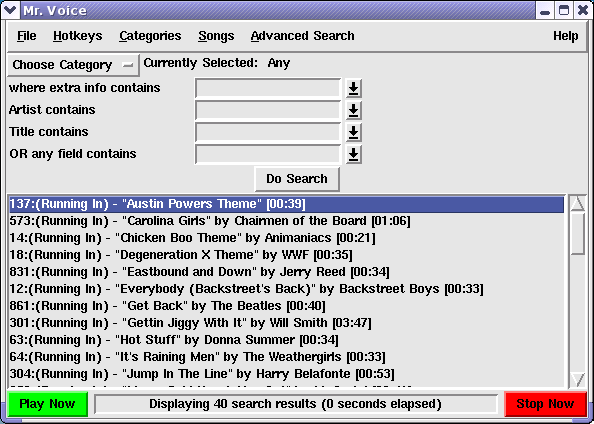 Mr. Voice
File Hotkeys Categories Songs Advanced Search Help
Choose Category Currently Selected: Any
where extra info contains
Artist contains
Title contains
OR any field contains
Do Search
137:(Running In) - "Austin Powers Theme" [00:39]
573:(Running In) - "Carolina Girls" by Chairmen of the Board [01:06]
14:(Running In) - "Chicken Boo Theme" by Animaniacs [00:21]
18:(Running In) - "Degeneration X Theme" by WWF [00:35]
831:(Running In) - "Eastbound and Down" by Jerry Reed [00:34]
12:(Running In) - "Everybody (Backstreet's Back)" by Backstreet Boys [00:33]
861:(Running In) - "Get Back" by The Beatles [00:40]
301:(Running In) - "Gettin Jiggy With It" by Will Smith [03:47]
63:(Running In) - "Hot Stuff" by Donna Summer [00:34]
64:(Running In) - "It's Raining Men" by The Weathergirls [00:33]
304:(Running In) - "Jump In The Line" by Harry Belafonte [00:53]
Play Now Displaying 40 search results (0 seconds elapsed) Stop Now